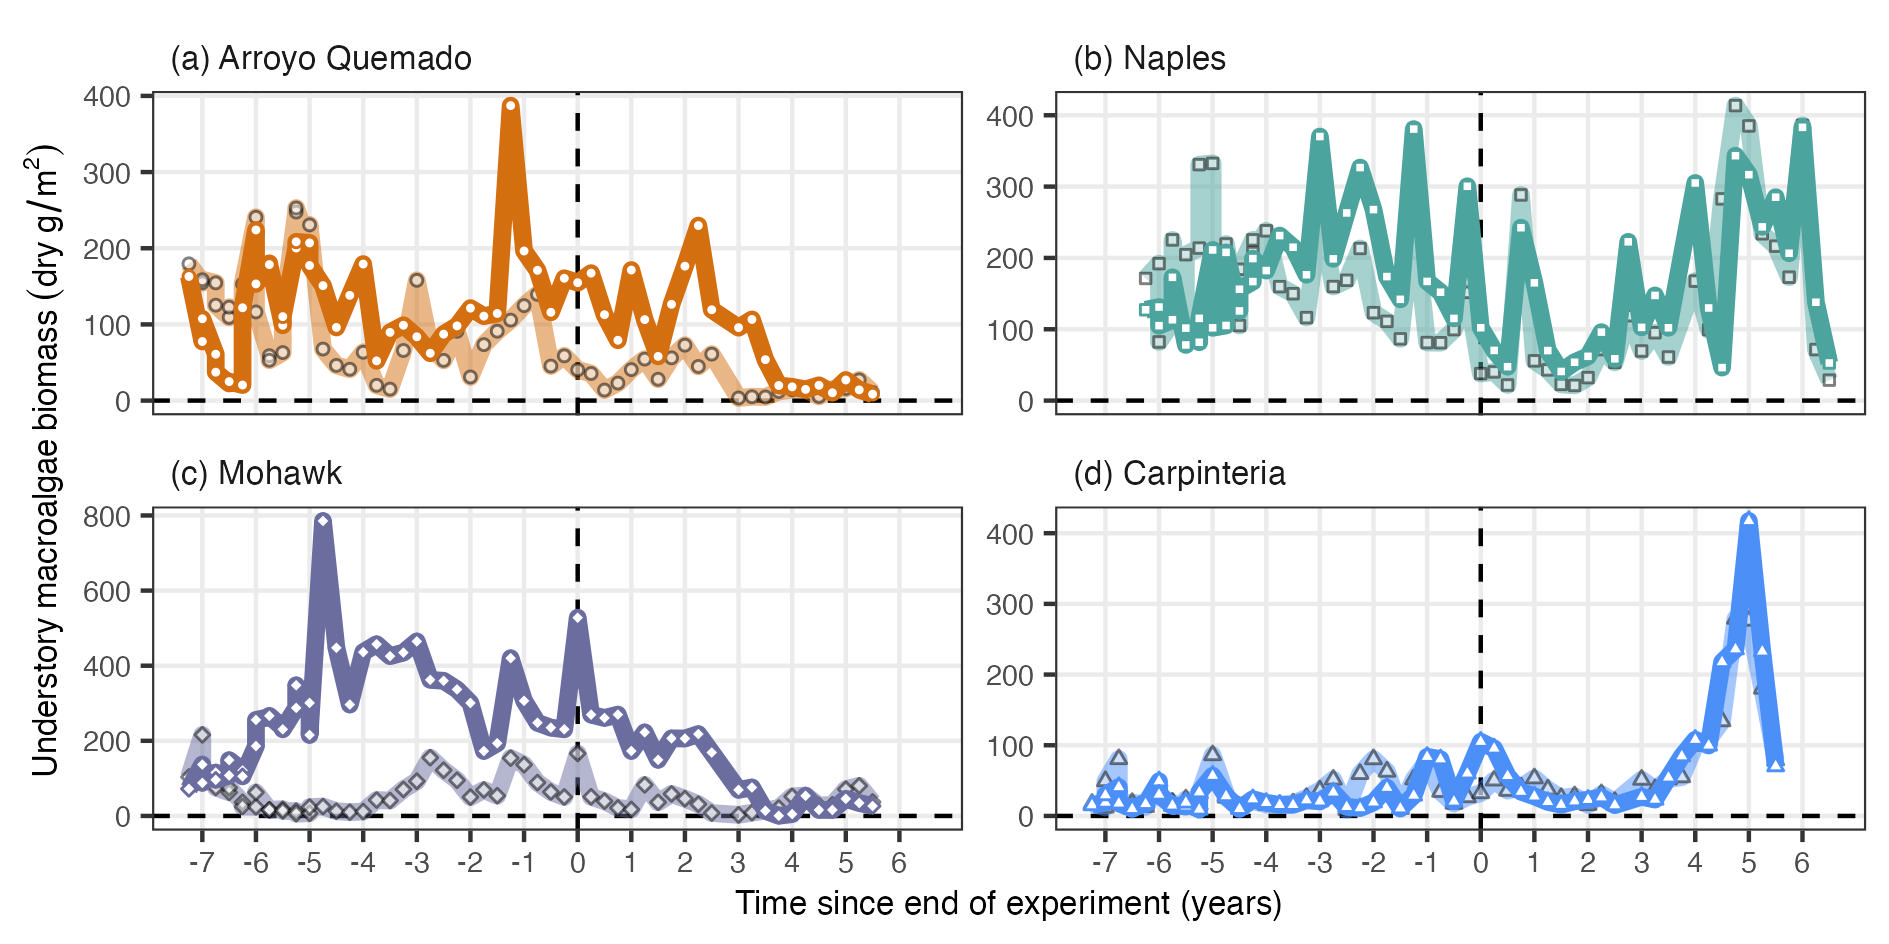 (a) Arroyo Quemado
(b) Naples
400
300
200
100
0
400
300
200
100
0
(c) Mohawk
(d) Carpinteria
800
600
400
200
0
400
300
200
100
0
-7 -6 -5 -4 -3 -2 -1 0 1 2 3 4 5 6
-7 -6 -5 -4 -3 -2 -1 0 1 2 3 4 5 6
Understory macroalgae biomass (dry g/m²)
Time since end of experiment (years)